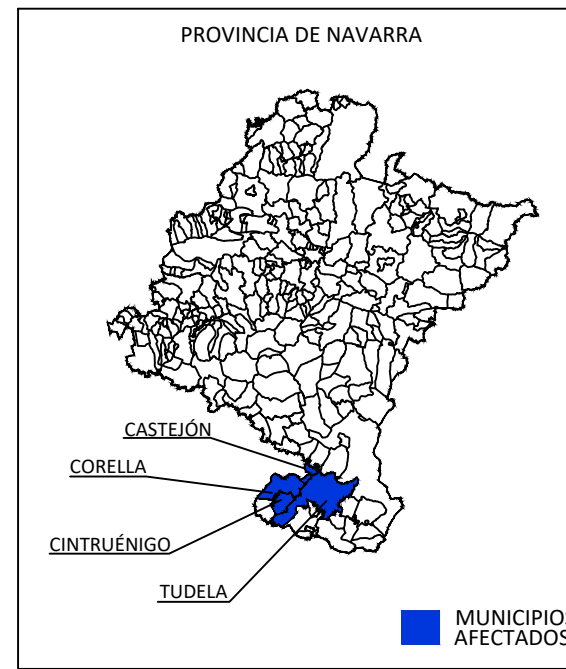 PROVINCIA DE NAVARRA
CASTEJÓN
CORELLA
CINTRUÉNIGO
TUDELA
MUNICIPIOS
AFECTADOS